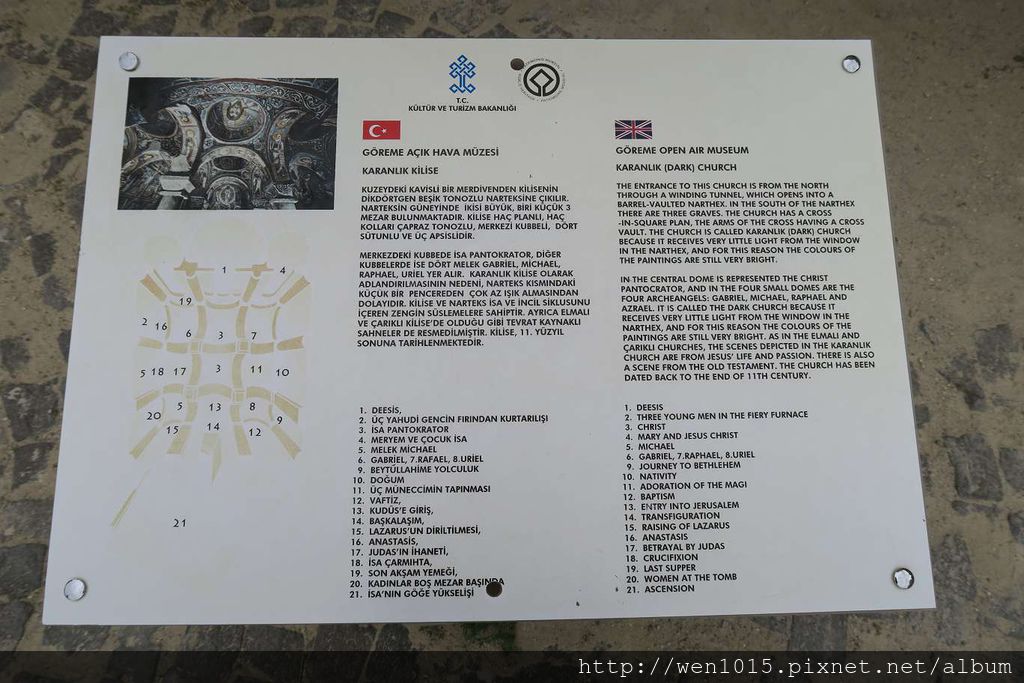 T.C.
KÜLTÜR VE TURİZM BAKANLIĞI
GÖREME AÇIK HAVA MÜZESİ
KARANLIK KİLİSE
KUZEYDEKİ KAVİSLİ BİR MERDİVENDEN KİLİSENİN
DİKDÖRTGEN BEŞİK TONOZLU NARTEKSİNE ÇIKILIR.
NARTEKSİN GÜNEYİNDE İKİSİ BÜYÜK, BİRİ KÜÇÜK 3
MEZAR BULUNMAKTADIR. KİLİSE HAÇ PLANLI, HAÇ
KOLLARI ÇAPRAZ TONOZLU, MERKEZİ KUBBELİ, DÖRT
SÜTUNLU VE ÜÇ APSİSLİDİR.
MERKEZDEKİ KUBBEDE İSA PANTOKRATOR, DİĞER
KUBBELERDE İSE DÖRT MELEK GABRİEL, MİCHAEL,
RAPHAEL, URİEL YER ALIR. KARANLIK KİLİSE OLARAK
ADLANDIRILMASININ NEDENİ, NARTEKS KISMINDAKİ
KÜÇÜK BİR PENCEREDEN ÇOK AZ IŞIK ALMASINDAN
DOLAYIDIR. KİLİSE VE NARTEKS İSA VE İNCİL SİKLUSUNU
İÇEREN ZENGİN SÜSLEMELERE SAHİPTİR. AYRICA ELMALI
VE ÇARIKLI KİLİSE'DE OLDUĞU GİBİ TEVRAT KAYNAKLI
SAHNELER DE RESMEDİLMİŞTİR. KİLİSE, 11. YÜZYIL
SONUNA TARİHLENMEKTEDİR.
1. DEESİS,
2. ÜÇ YAHUDİ GENCİN FIRINDAN KURTARILIŞI
3. İSA PANTOKRATOR
4. MERYEM VE ÇOCUK İSA
5. MELEK MİCHAEL
6. GABRİEL, 7.RAFAEL, 8.URİEL
9. BEYTÜLLAHİME YOLCULUK
10. DOĞUM
11. ÜÇ MÜNECCİMİN TAPINMASI
12. VAFTİZ,
13. KUDÜS'E GİRİŞ,
14. BAŞKALAŞIM,
15. LAZARUS'UN DİRİLTİLMESİ,
16. ANASTASİS,
17. JUDAS'IN İHANETİ,
18. İSA ÇARMIHTA,
19. SON AKŞAM YEMEĞİ,
20. KADINLAR BOŞ MEZAR BAŞINDA
21. İSA'NIN GÖĞE YÜKSELİŞİ
GÖREME OPEN AIR MUSEUM
KARANLIK (DARK) CHURCH
THE ENTRANCE TO THIS CHURCH IS FROM THE NORTH
THROUGH A WINDING TUNNEL, WHICH OPENS INTO A
BARREL-VAULTED NARTHEX. IN THE SOUTH OF THE NARTHEX
THERE ARE THREE GRAVES. THE CHURCH HAS A CROSS
-IN-SQUARE PLAN, THE ARMS OF THE CROSS HAVING A CROSS
VAULT. THE CHURCH IS CALLED KARANLIK (DARK) CHURCH
BECAUSE IT RECEIVES VERY LITTLE LIGHT FROM THE WINDOW
IN THE NARTHEX, AND FOR THIS REASON THE COLOURS OF
THE PAINTINGS ARE STILL VERY BRIGHT.
IN THE CENTRAL DOME IS REPRESENTED THE CHRIST
PANTOCRATOR, AND IN THE FOUR SMALL DOMES ARE THE
FOUR ARCHEANGELS: GABRIEL, MICHAEL, RAPHAEL AND
AZRAEL. IT IS CALLED THE DARK CHURCH BECAUSE IT
RECEIVES VERY LITTLE LIGHT FROM THE WINDOW IN THE
NARTHEX, AND FOR THIS REASON THE COLOURS OF THE
PAINTINGS ARE STILL VERY BRIGHT. AS IN THE ELMALI AND
ÇARIKLI CHURCHES, THE SCENES DEPICTED IN THE KARANLIK
CHURCH ARE FROM JESUS' LIFE AND PASSION. THERE IS ALSO
A SCENE FROM THE OLD TESTAMENT. THE CHURCH HAS BEEN
DATED BACK TO THE END OF 11TH CENTURY.
1. DEESIS
2. THREE YOUNG MEN IN THE FIERY FURNACE
3. CHRIST
4. MARY AND JESUS CHRIST
5. MICHAEL
6. GABRIEL, 7.RAPHAEL, 8.URIEL
9. JOURNEY TO BETHLEHEM
10. NATIVITY
11. ADORATION OF THE MAGI
12. BAPTISM
13. ENTRY INTO JERUSALEM
14. TRANSFIGURATION
15. RAISING OF LAZARUS
16. ANASTASIS
17. BETRAYAL BY JUDAS
18. CRUCIFIXION
19. LAST SUPPER
20. WOMEN AT THE TOMB
21. ASCENSION
1 4
19
2 16 6 3 7
5 18 17 3 11 10
5 13 8
20 15 14 12 9
21
http://wen1015.pixnet.net/album